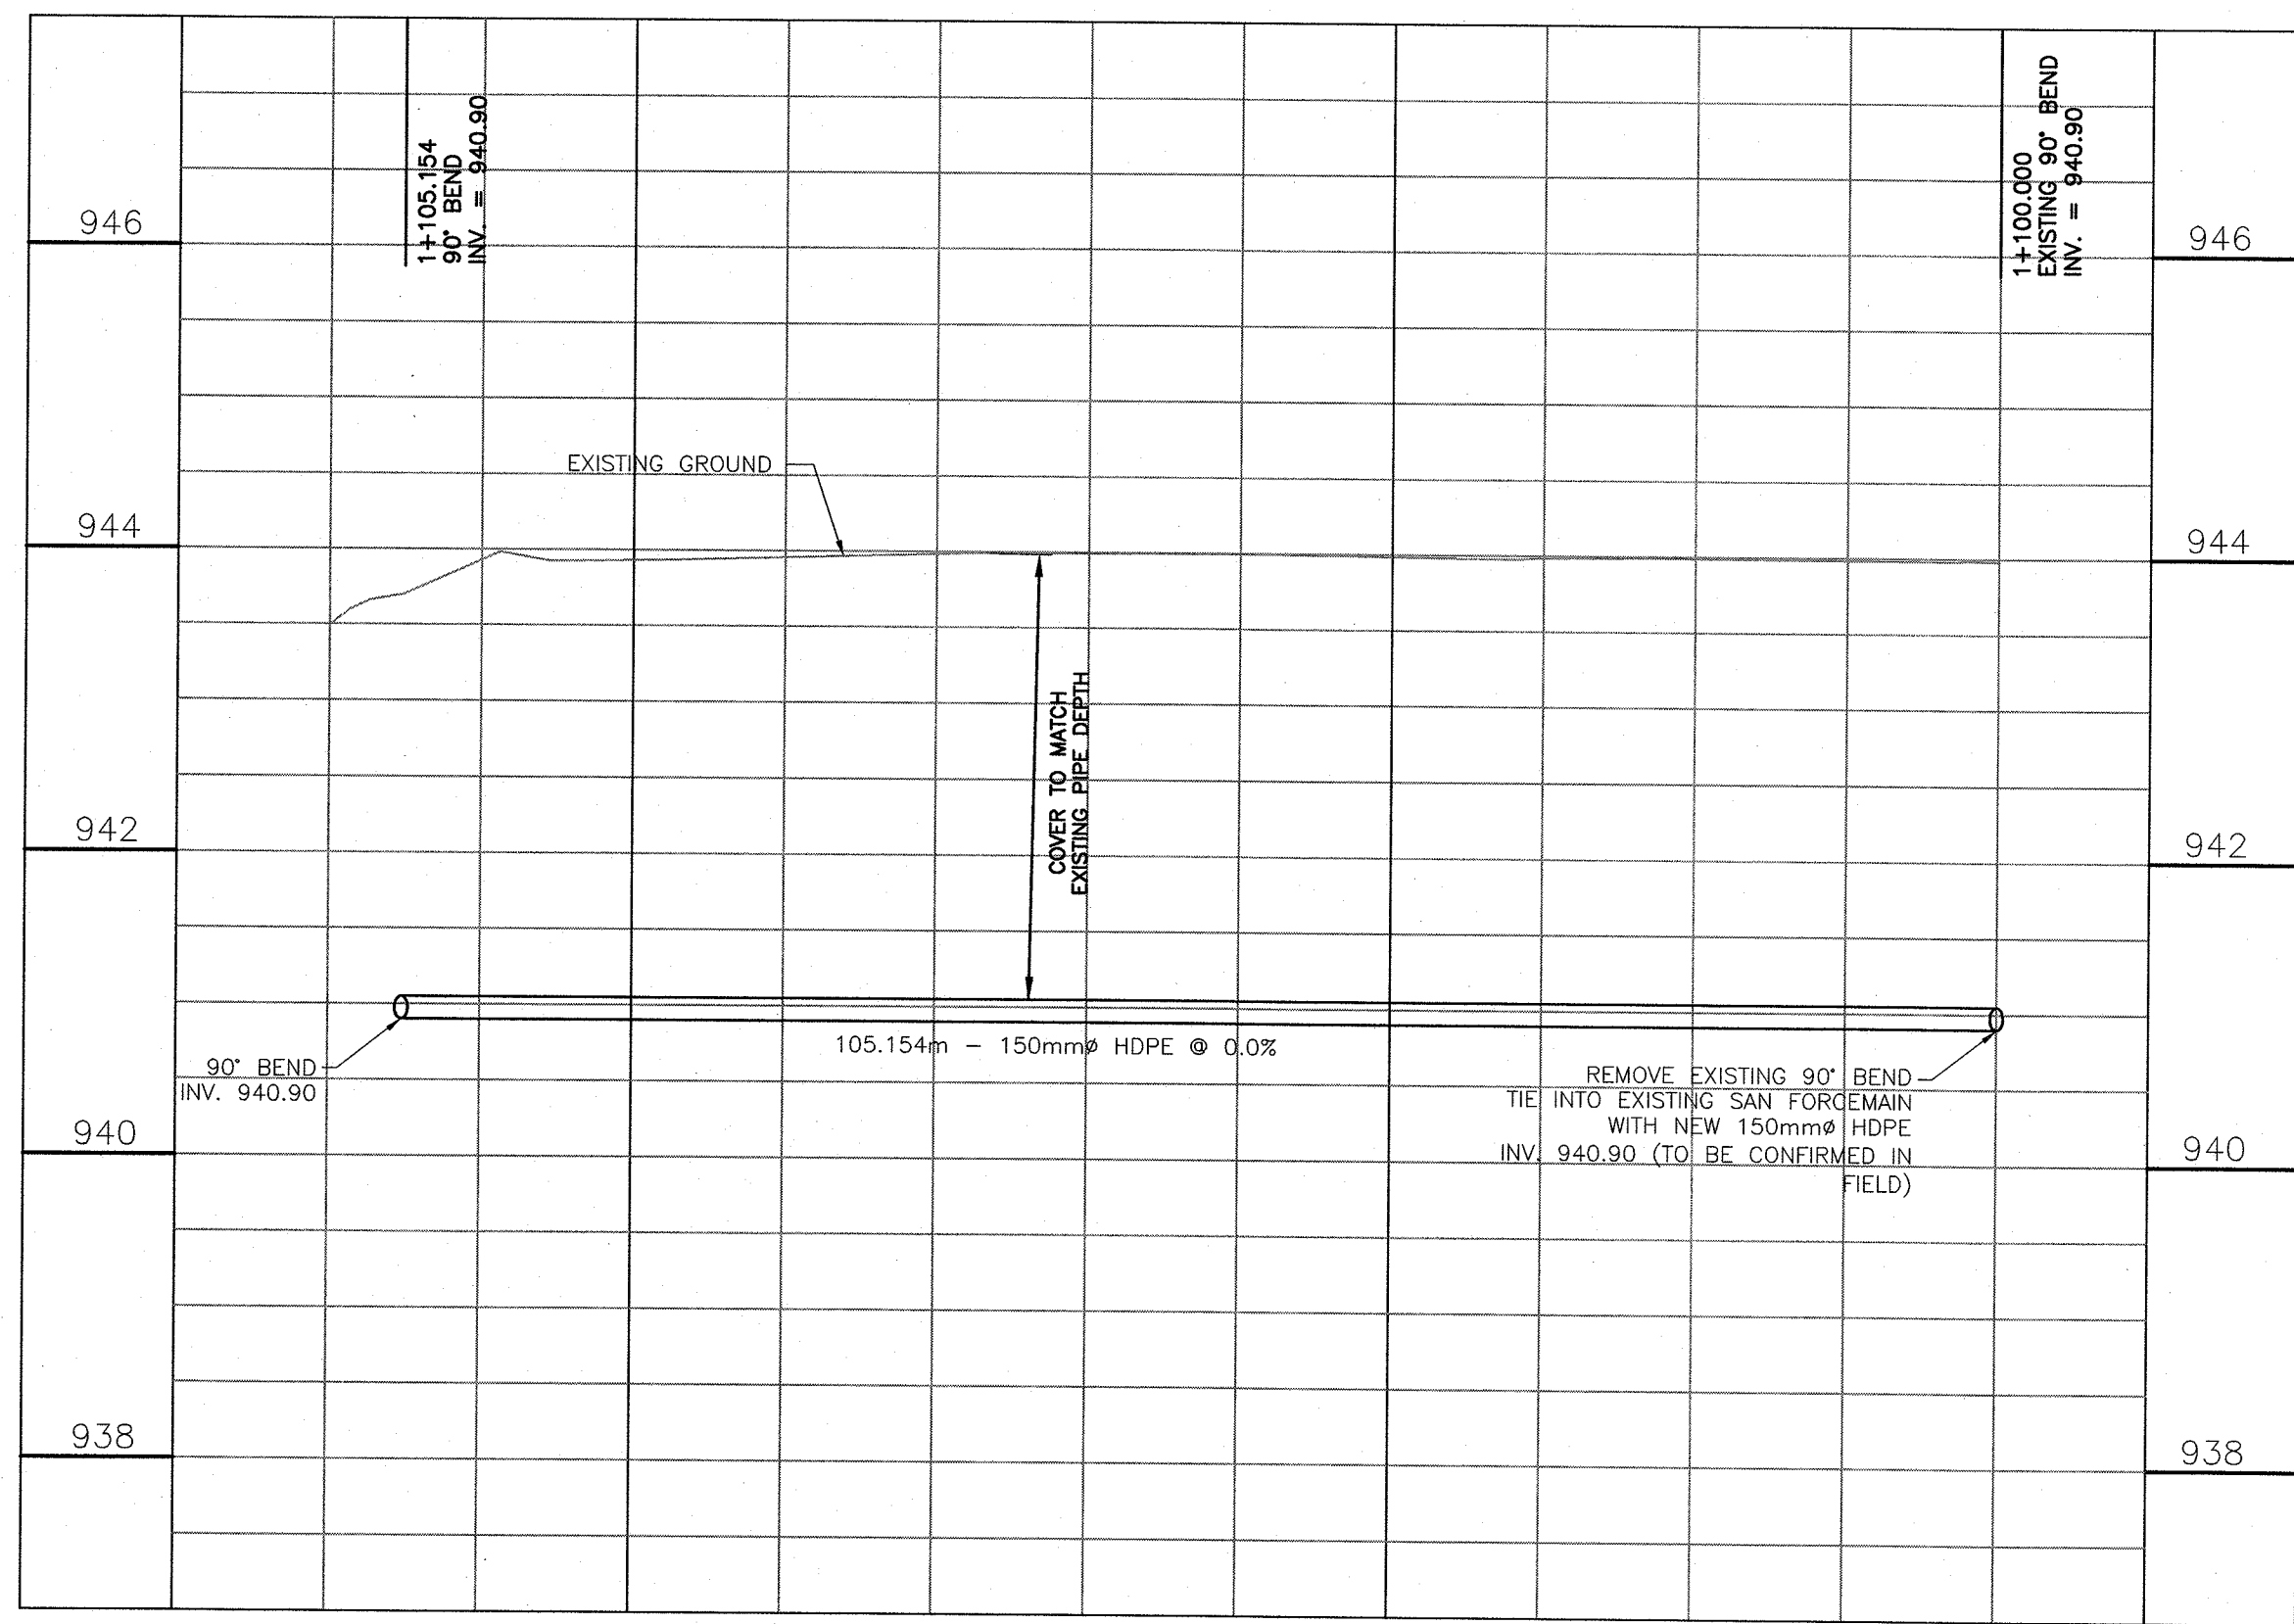 1+105.154
90° BEND
INV. = 940.90
1+100.000
EXISTING 90° BEND
INV. = 940.90
946
946
EXISTING GROUND
944
944
COVER TO MATCH
EXISTING PIPE DEPTH
942
942
105.154m – 150mmø HDPE @ 0.0%
90° BEND
INV. 940.90
REMOVE EXISTING 90° BEND
TIE INTO EXISTING SAN FORCEMAIN
WITH NEW 150mmø HDPE
INV. 940.90 (TO BE CONFIRMED IN
FIELD)
940
940
938
938